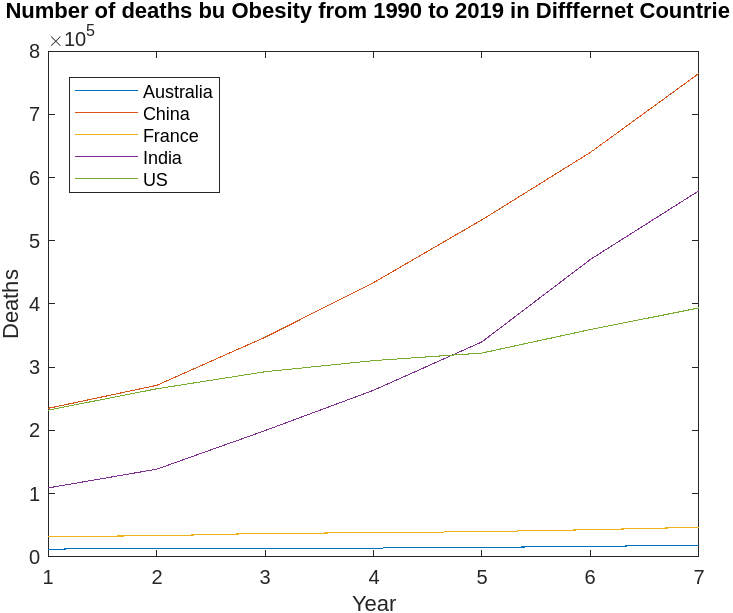 Number of deaths bu Obesity from 1990 to 2019 in Difffernet Countrie
×10^5
8
7
6
5
4
3
2
1
0
Deaths
Australia
China
France
India
US
1 2 3 4 5 6 7
Year